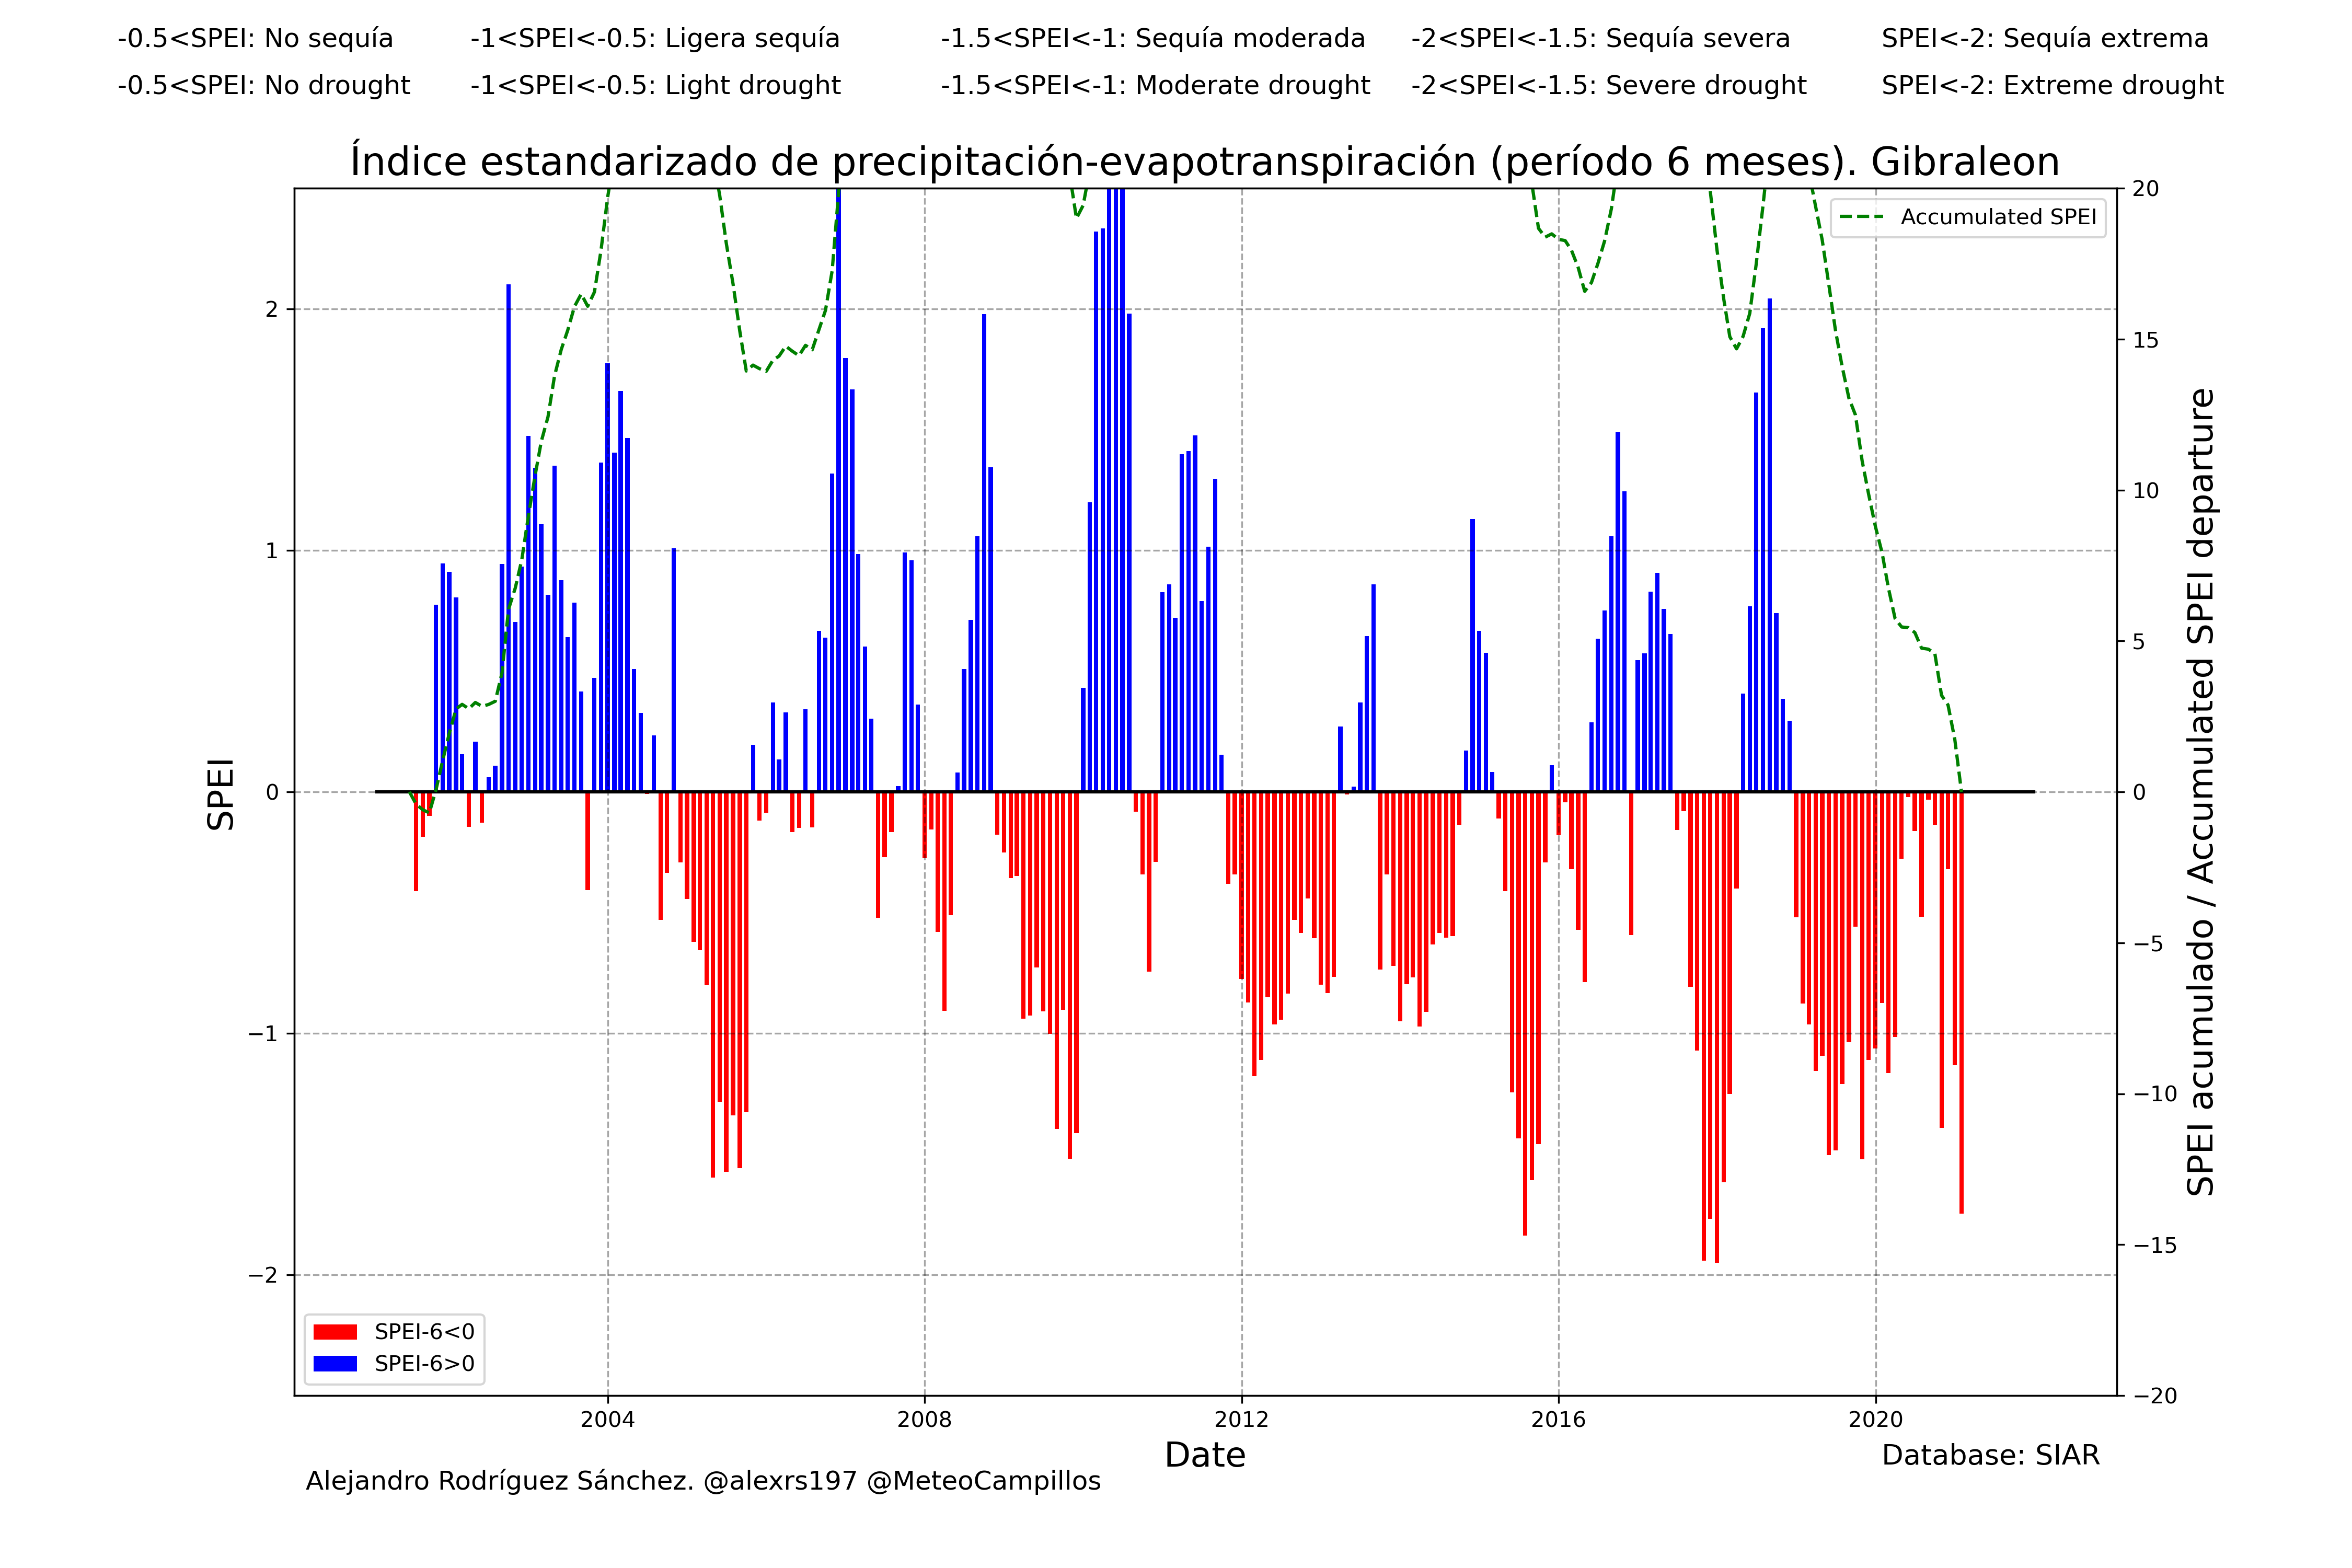 -0.5<SPEI: No sequía -1<SPEI<-0.5: Ligera sequía -1.5<SPEI<-1: Sequía moderada -2<SPEI<-1.5: Sequía severa SPEI<-2: Sequía extrema
-0.5<SPEI: No drought -1<SPEI<-0.5: Light drought -1.5<SPEI<-1: Moderate drought -2<SPEI<-1.5: Severe drought SPEI<-2: Extreme drought
Índice estandarizado de precipitación-evapotranspiración (período 6 meses). Gibraleon
Accumulated SPEI
SPEI
2
1
0
−1
−2
20
15
10
5
0
−5
−10
−15
−20
SPEI acumulado / Accumulated SPEI departure
SPEI-6<0
SPEI-6>0
2004 2008 2012 2016 2020
Date
Database: SIAR
Alejandro Rodríguez Sánchez. @alexrs197 @MeteoCampillos